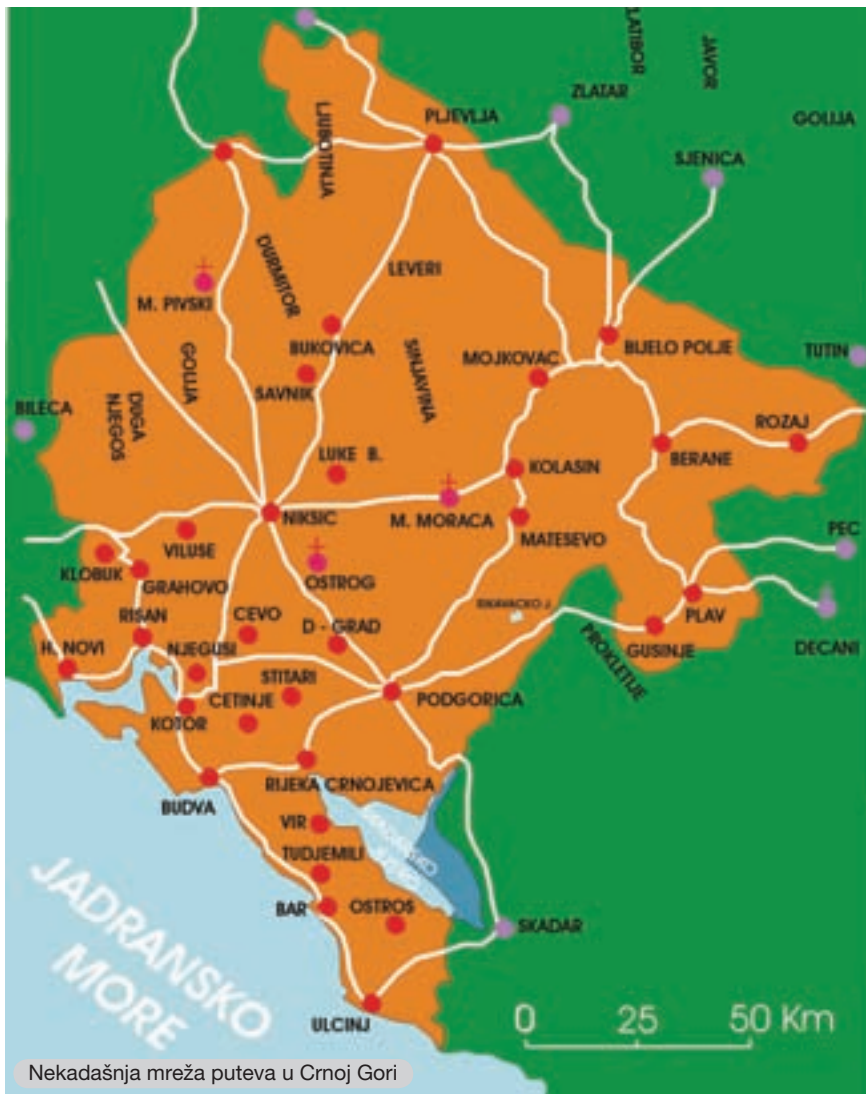 LATIBOR
JAVOR
ZLATAR
GOLIJA
PLJEVLJA
LJUBOTINJA
SJENICA
DURMITOR
LEVERI
M. PIVSKI
BUKOVICA
GOLIJA
SINJAVINA
MOJKOVAC
BIJELO POLJE
TUTIN
SAVNIK
BILECA
DUGA
NJEGOS
ROZAJ
LUKE B.
KOLASIN
BERANE
NIKSIC
M. MORACA
VILUSE
MATESEVO
PEC
KLOBUK
GRAHOVO
OSTROG
PLAV
RISAN
CEVO
D - GRAD
GUSINJE
DECANI
H. NOVI
NJEGUSI
PROKLETIJE
STITARI
CETINJE
PODGORICA
KOTOR
RIJEKA CRNOJEVICA
BUDVA
VIR
TUDJEMILI
JADRANSKO
MORE
BAR
OSTROS
SKADAR
ULCINJ
0 25 50 Km
Nekadašnja mreža puteva u Crnoj Gori